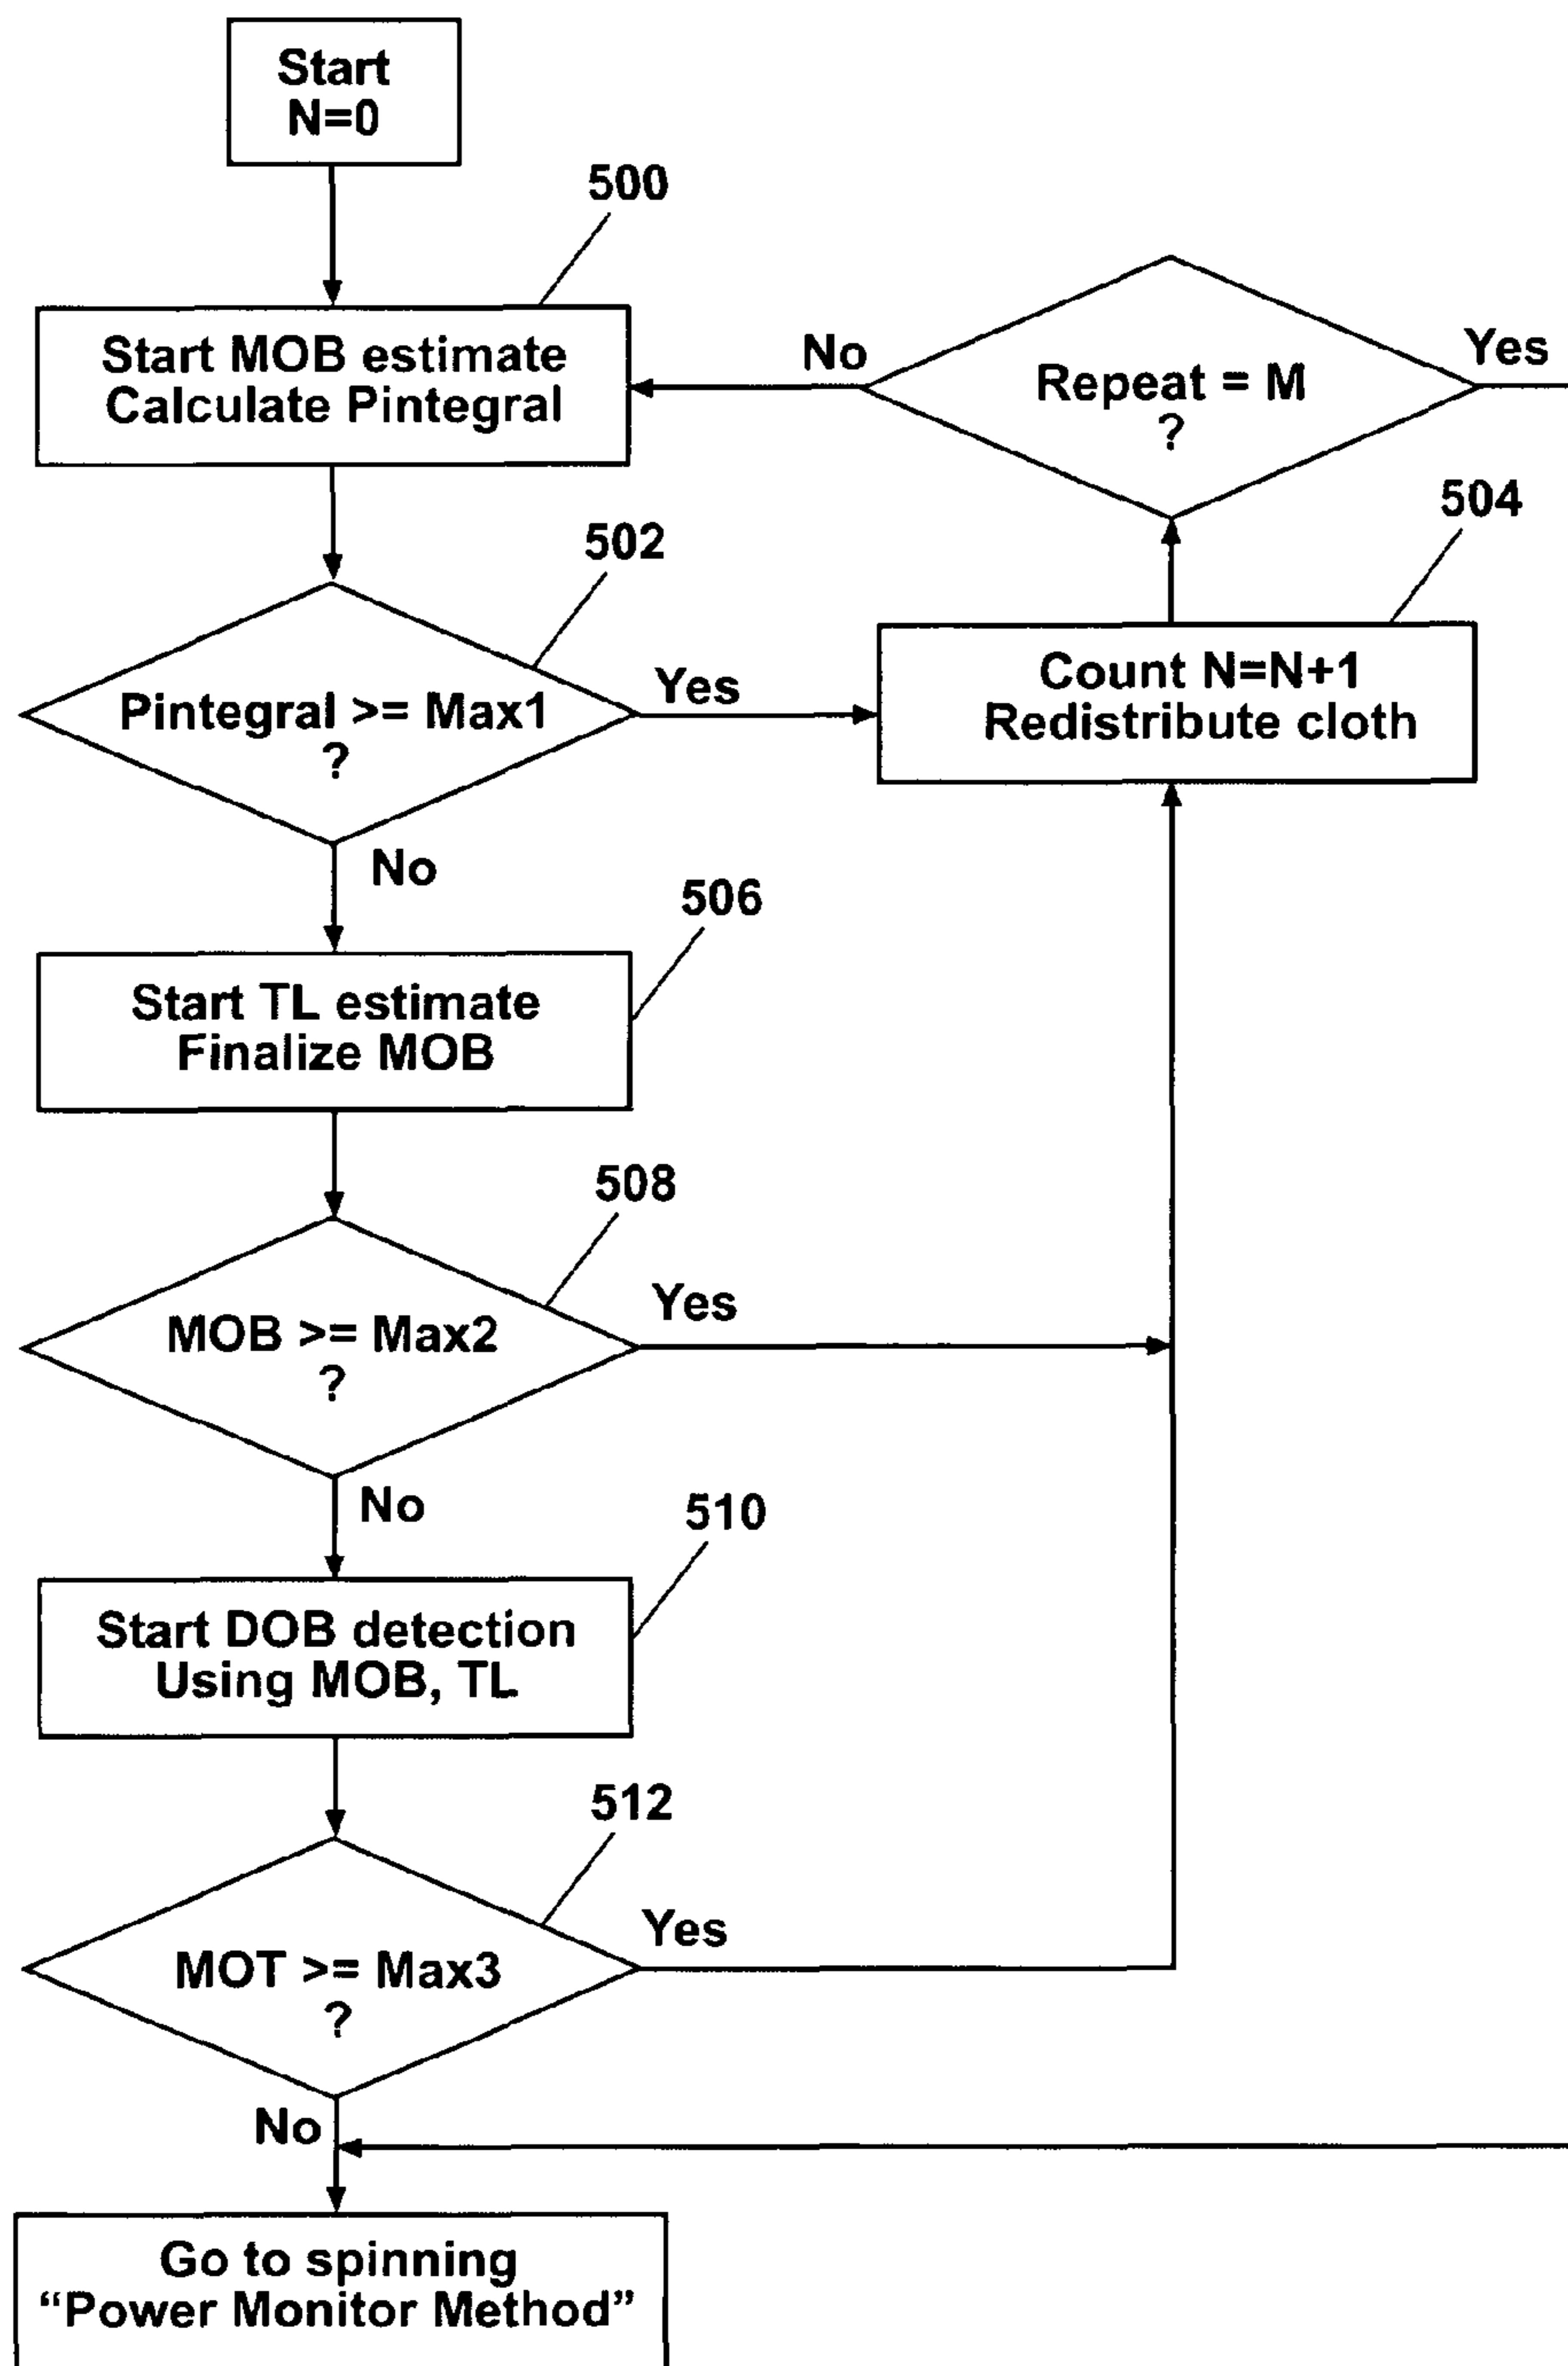 Start
N=0
500
Start MOB estimate
Calculate Pintegral
No
Repeat = M
?
Yes
504
502
Pintegral >= Max1
?
Yes
Count N=N+1
Redistribute cloth
No
506
Start TL estimate
Finalize MOB
508
MOB >= Max2
?
Yes
No
510
Start DOB detection
Using MOB, TL
512
MOT >= Max3
?
Yes
No
Go to spinning
“Power Monitor Method”